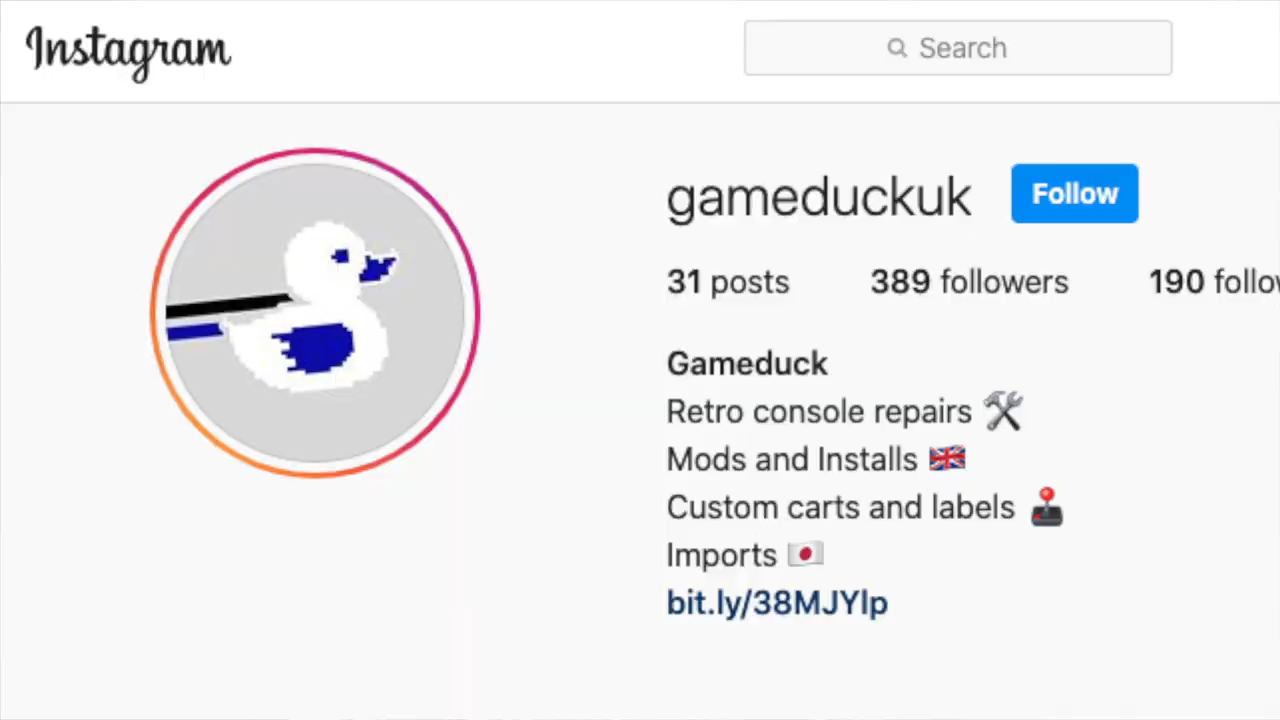 Instagram
Search
gameduckuk
Follow
31 posts 389 followers 190 follow
Gameduck
Retro console repairs 🛠️
Mods and Installs 🇬🇧
Custom carts and labels 🕹️
Imports 🇯🇵
bit.ly/38MJYlp